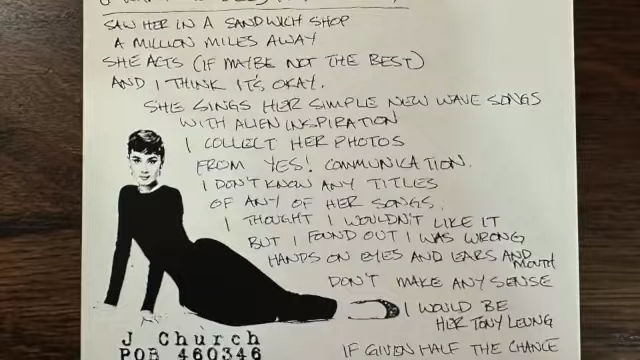 SAW HER IN A SANDWICH SHOP
A MILLION MILES AWAY
SHE ACTS (IF MAYBE NOT THE BEST)
AND I THINK IT'S OKAY.
SHE SINGS HER SIMPLE NEW WAVE SONGS
WITH ALIEN INSPIRATION
I COLLECT HER PHOTOS
FROM YES! COMMUNICATION.
I DON'T KNOW ANY TITLES
OF ANY OF HER SONGS.
I THOUGHT I WOULDN'T LIKE IT
BUT I FOUND OUT I WAS WRONG
HANDS ON EYES AND EARS AND MOUTH
DON'T MAKE ANY SENSE
I WOULD BE
HER TONY LEUNG
IF GIVEN HALF THE CHANCE
J Church
POB 460346